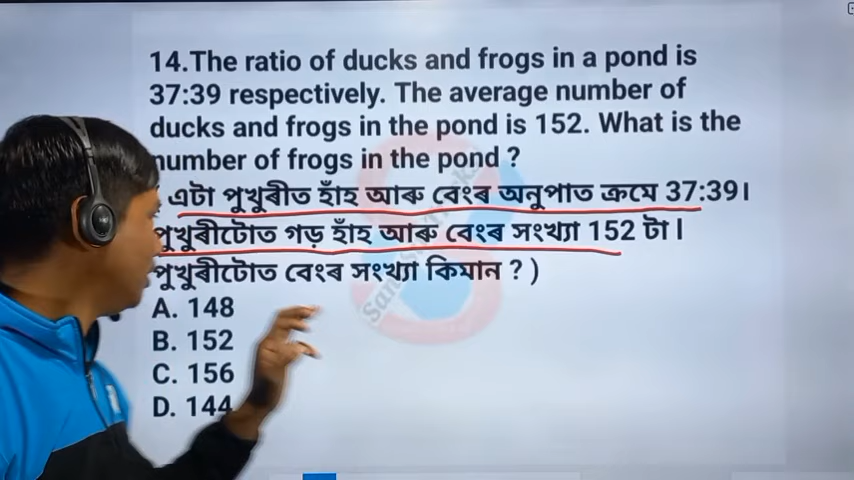 14.The ratio of ducks and frogs in a pond is
37:39 respectively. The average number of
ducks and frogs in the pond is 152. What is the
number of frogs in the pond ?
এটা পুখুৰীত হাঁহ আৰু বেংৰ অনুপাত ক্ৰমে 37:39।
পুখুৰীটোত গড় হাঁহ আৰু বেংৰ সংখ্যা 152 টা।
পুখুৰীটোত বেংৰ সংখ্যা কিমান ? )
A. 148
B. 152
C. 156
D. 144